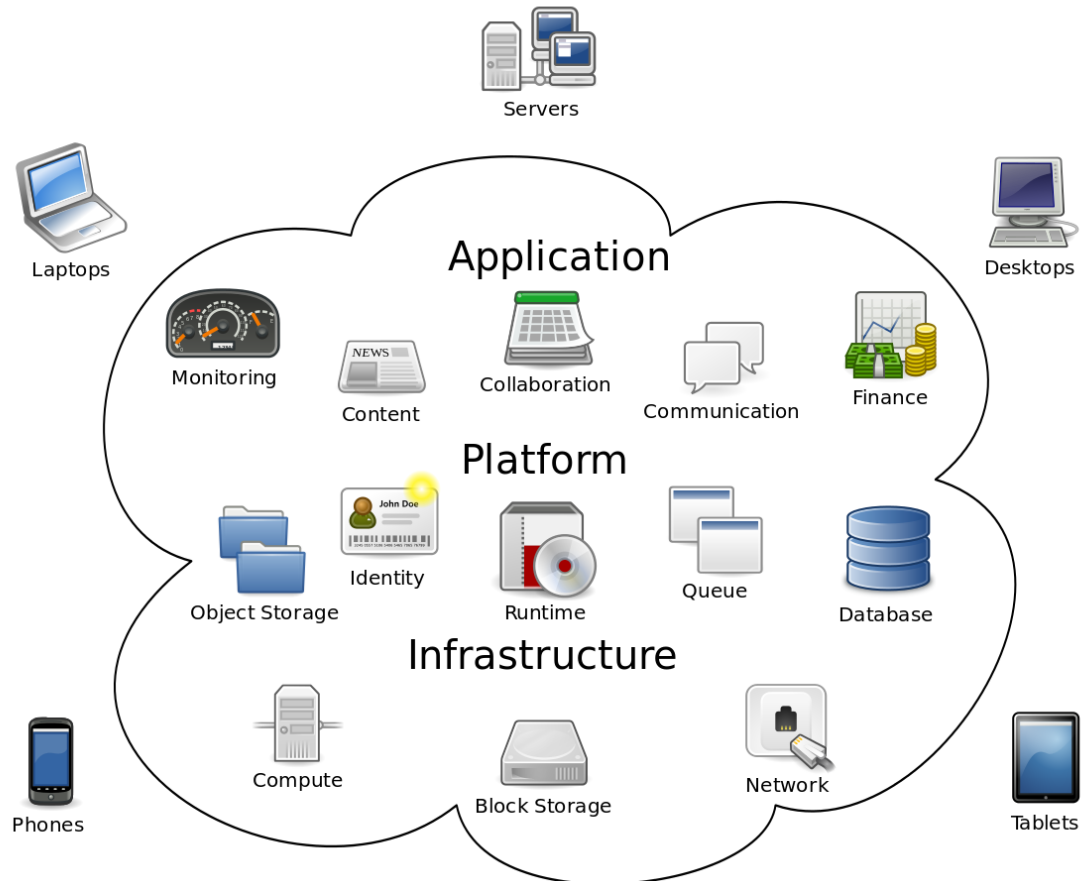 Servers
Laptops
Desktops
Application
Monitoring
Content
NEWS
Collaboration
Communication
Finance
Platform
Object Storage
John Doe
Identity
Runtime
Queue
Database
Infrastructure
Compute
Block Storage
Network
Phones
Tablets